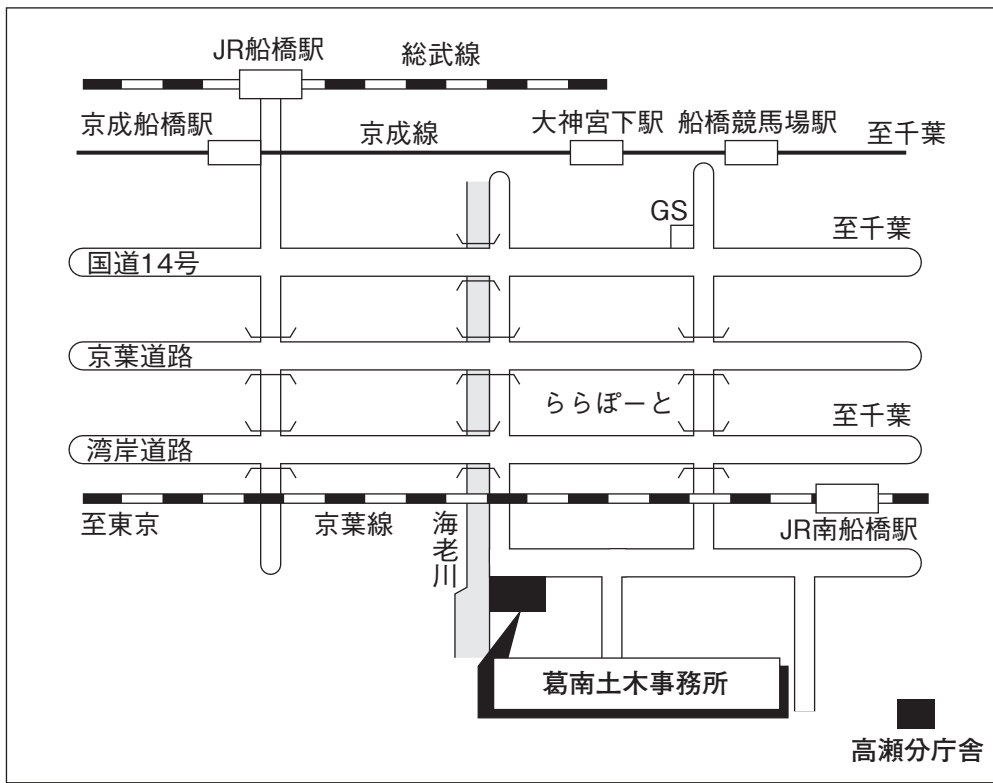 JR船橋駅
総武線
京成船橋駅
京成線
大神宮下駅
船橋競馬場駅
至千葉
GS
至千葉
国道14号
京葉道路
ららぽーと
至千葉
湾岸道路
至東京
京葉線
海老川
JR南船橋駅
葛南土木事務所
高瀬分庁舎